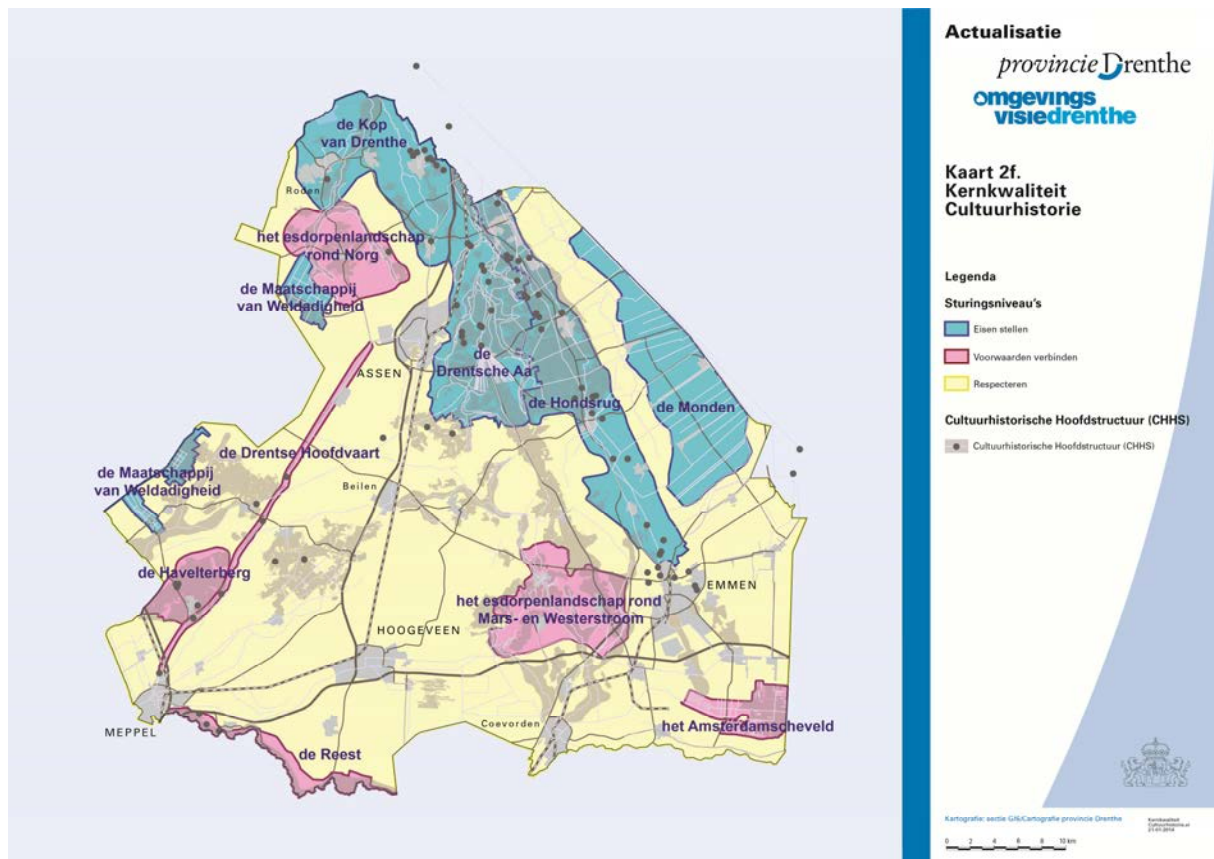 de Kop
van Drenthe
Roden
het esdorpenlandschap
rond Norg
de Maatschappij
van Weldadigheid
ASSEN
de
Drentsche Aa
de Hondsrug
de Monden
de Drentse Hoofdvaart
de Maatschappij
van Weldadigheid
Beilen
de Havelterberg
EMMEN
het esdorpenlandschap rond
Mars- en Westerstroom
HOOGEVEEN
MEPPEL
Coevorden
het Amsterdamscheveld
de Reest
Actualisatie
provincie Drenthe
omgevings
visiedrenthe
Kaart 2f.
Kernkwaliteit
Cultuurhistorie
Legenda
Sturingsniveau's
Eisen stellen
Voorwaarden verbinden
Respecteren
Cultuurhistorische Hoofdstructuur (CHHS)
Cultuurhistorische Hoofdstructuur (CHHS)
Kartografie: sectie GIS/Cartografie provincie Drenthe
Kernkwaliteit
0 2 4 6 8 10 km